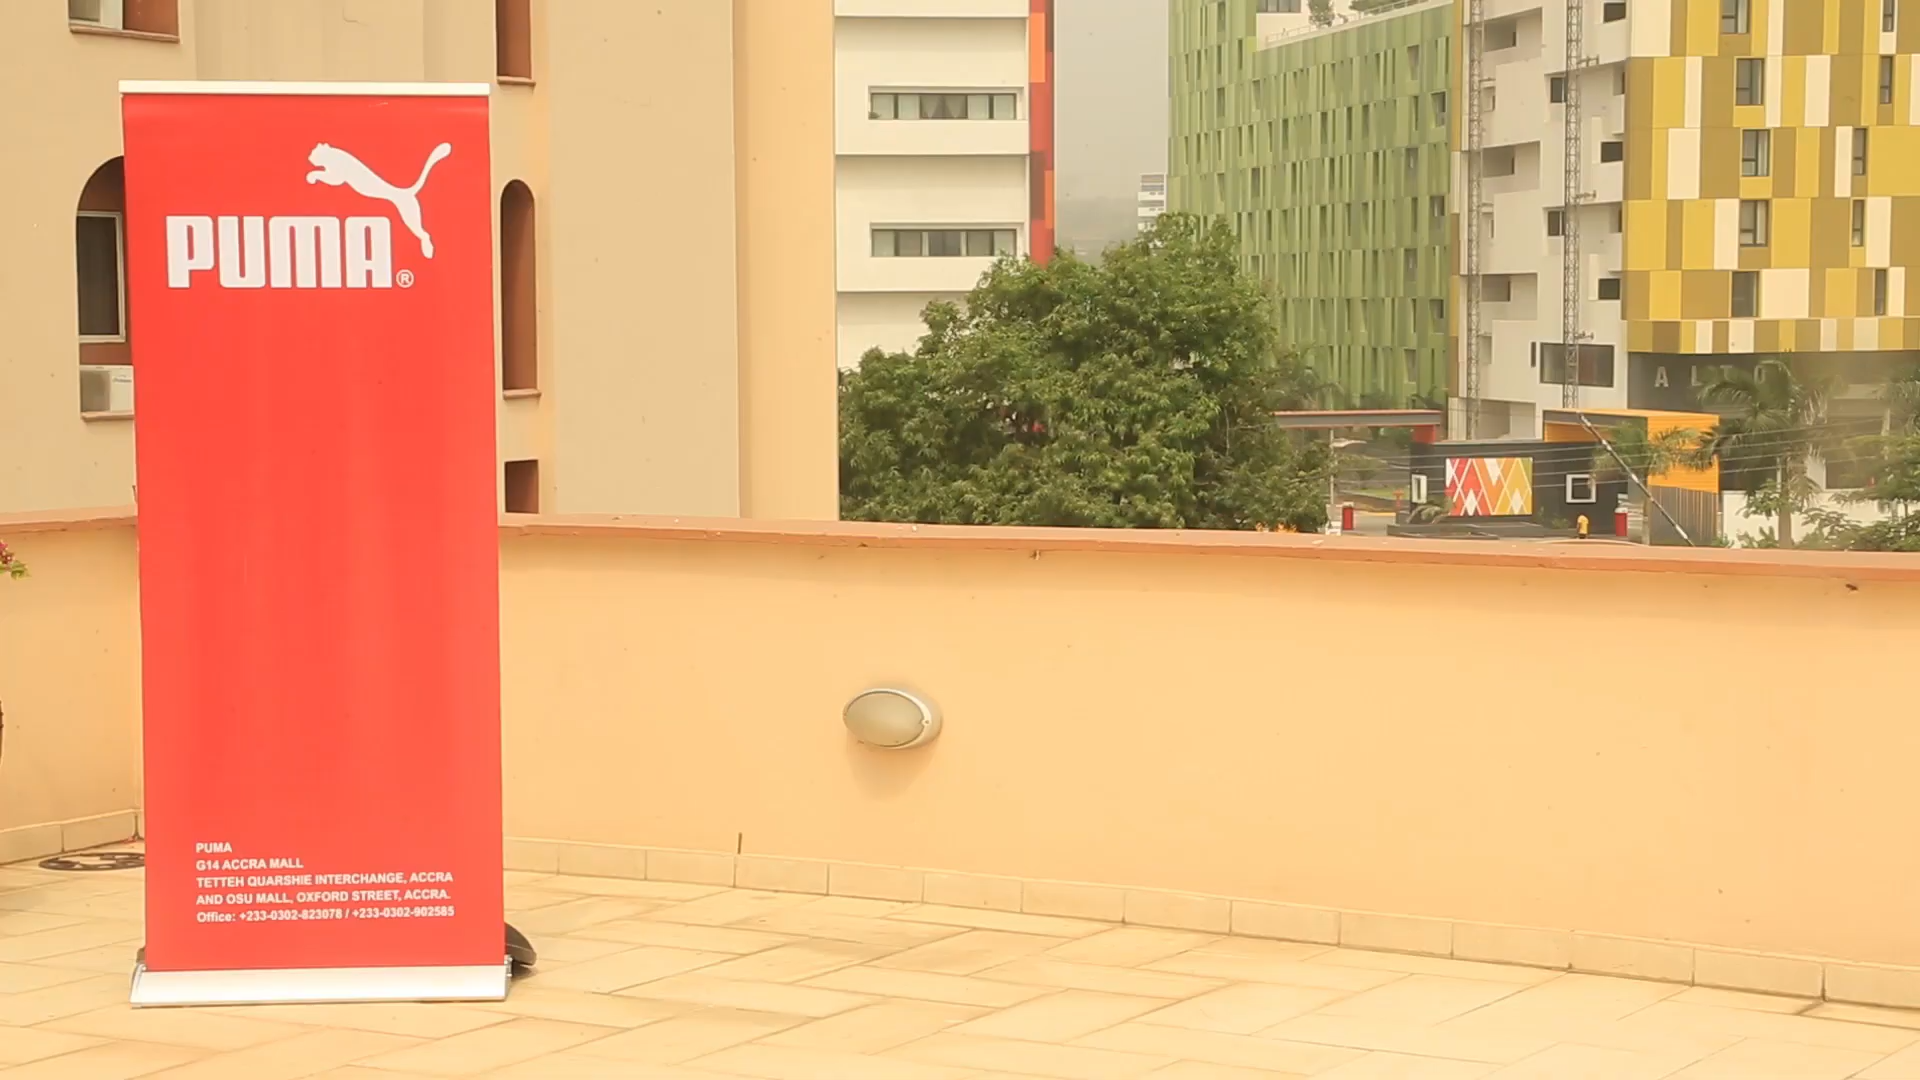 PUMA®
PUMA
G14 ACCRA MALL
TETTEH QUARSHIE INTERCHANGE, ACCRA
AND OSU MALL, OXFORD STREET, ACCRA.
Office: +233-0302-823078 / +233-0302-902585
ALTO